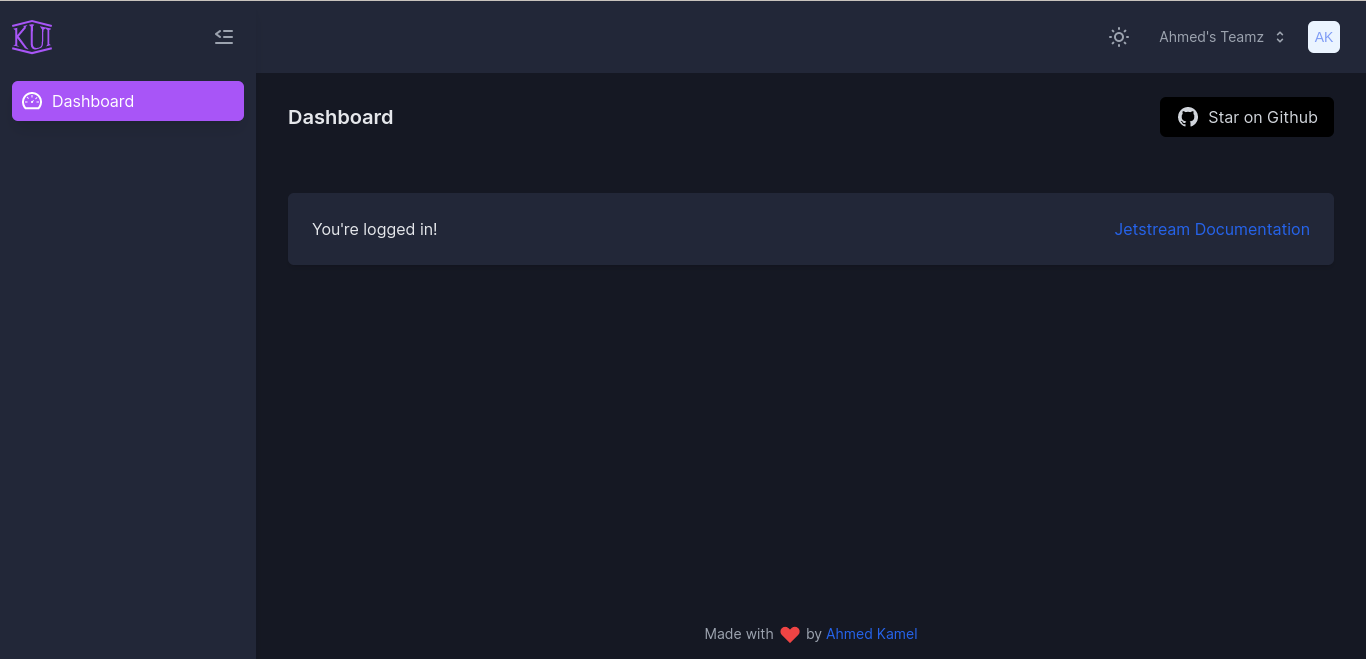 KUI
Ahmed's Teamz
AK
Dashboard
Dashboard
Star on Github
You're logged in!
Jetstream Documentation
Made with ❤ by Ahmed Kamel